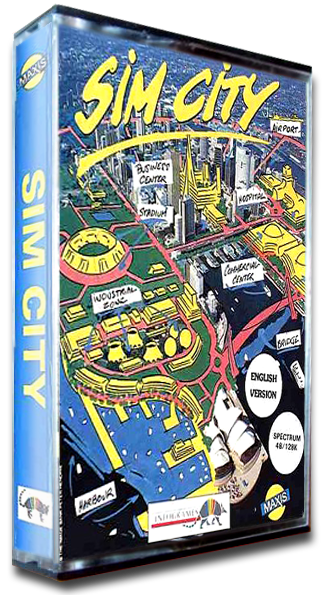 MAXIS
SIM CITY
SIM CITY
AIRPORT
BUSINESS
CENTER
STADIUM
HOSPITAL
COMMERCIAL
CENTER
INDUSTRIAL
ZONE
BRIDGE
ENGLISH
VERSION
SPECTRUM
48/128K
HARBOUR
INFOGRAMES
MAXIS